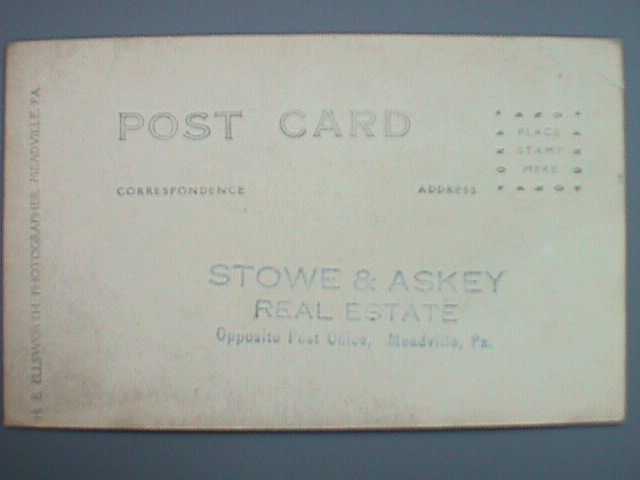 POST CARD
PLACE
STAMP
HERE
CORRESPONDENCE
ADDRESS
STOWE & ASKEY
REAL ESTATE
Opposite Post Office, Meadville, Pa.
H. E. ELLSWORTH, PHOTOGRAPHER, MEADVILLE, PA.